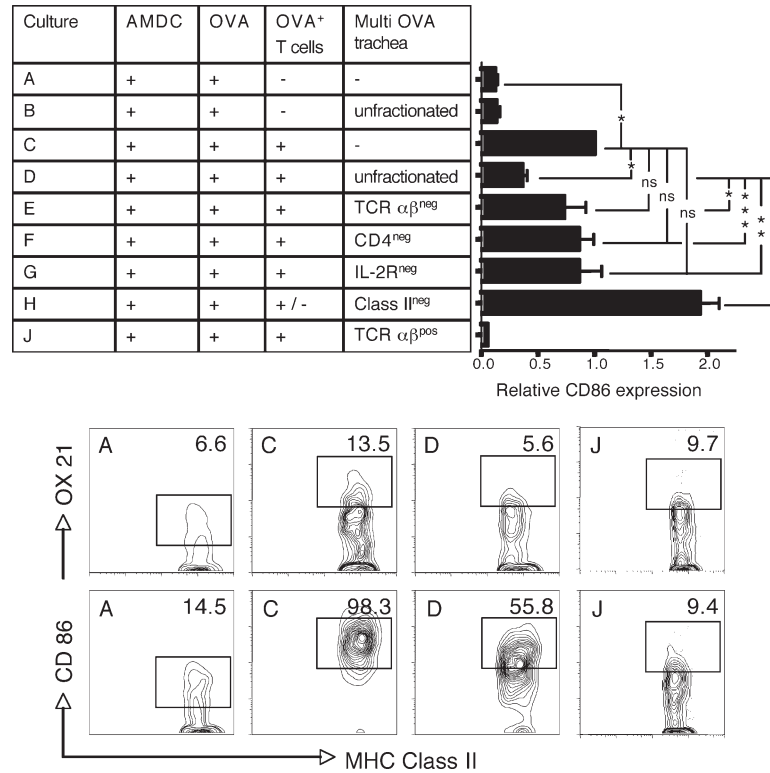 Culture AMDC OVA OVA⁺ T cells Multi OVA trachea
A + + - -
B + + - unfractionated
C + + + -
D + + + unfractionated
E + + + TCR αβⁿᵉᵍ
F + + + CD4ⁿᵉᵍ
G + + + IL-2Rⁿᵉᵍ
H + + + / - Class IIⁿᵉᵍ
J + + + TCR αβᵖᵒˢ
*
*
ns
ns
ns
*
* * *
* *
0.0 0.5 1.0 1.5 2.0
Relative CD86 expression
OX 21
A 6.6
C 13.5
D 5.6
J 9.7
CD 86
A 14.5
C 98.3
D 55.8
J 9.4
MHC Class II